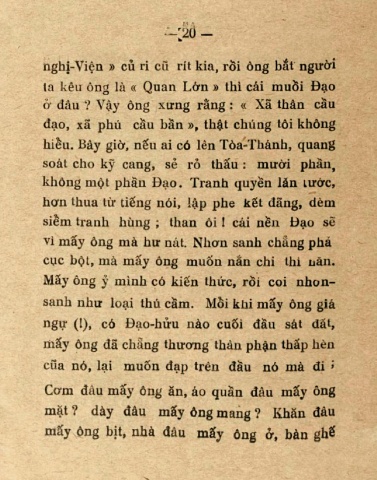 — 20 —
nghị-Viện » củ rỉ cũ rít kia, rồi ông bắt người
ta kêu ông là « Quan Lớn » thì cái muồi Đạo
ở đâu ? Vậy ông xưng rằng : « Xã thân cầu
đạo, xã phú cầu bần », thật chúng tôi không
hiểu. Bây giờ, nếu ai có lên Tòa-Thánh, quang
soát cho kỹ cang, sẻ rỏ thấu : mười phần,
không một phần Đạo. Tranh quyền lấn lước,
hơn thua từ tiếng nói, lập phe kết đảng, dèm
siểm tranh hùng ; than ôi ! cái nền Đạo sẽ
vì mấy ông mà hư nát. Nhơn sanh chẳng phả
cục bột, mà mấy ông muốn nắn chi thì nắn.
Mấy ông ỷ mình có kiến thức, rồi coi nhơn-
sanh như loại thú cầm. Mỗi khi mấy ông giá
ngự (!), có Đạo-hữu nào cuối đầu sát đất,
mấy ông đã chẳng thương thân phận thấp hèn
của nó, lại muốn đạp trên đầu nó mà đi ;
Cơm đâu mấy ông ăn, áo quần đâu mấy ông
mặt ? dày đâu mấy ông mang ? Khăn đâu
mấy ông bịt, nhà đâu mấy ông ở, bàn ghế